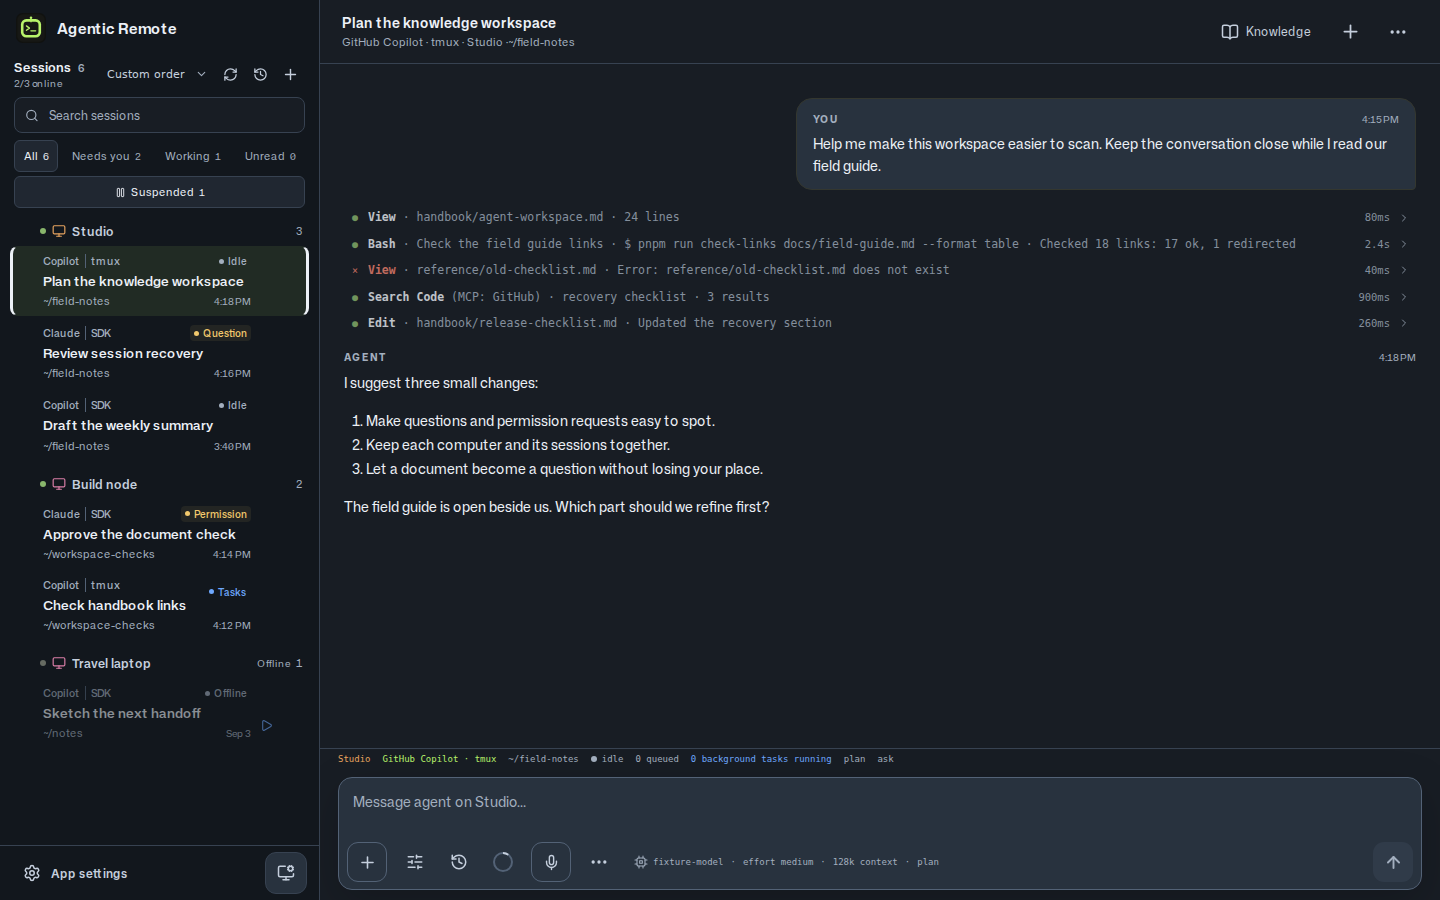 Agentic Remote
Sessions 6
2/3 online
Custom order
Search sessions
All 6
Needs you 2
Working 1
Unread 0
Suspended 1
Studio 3
Copilot | tmux
Idle
Plan the knowledge workspace
~/field-notes 4:18 PM
Claude | SDK
Question
Review session recovery
~/field-notes 4:16 PM
Copilot | SDK
Idle
Draft the weekly summary
~/field-notes 3:40 PM
Build node 2
Claude | SDK
Permission
Approve the document check
~/workspace-checks 4:14 PM
Copilot | tmux
Tasks
Check handbook links
~/workspace-checks 4:12 PM
Travel laptop Offline 1
Copilot | SDK
Offline
Sketch the next handoff
~/notes Sep 3
App settings
Plan the knowledge workspace
GitHub Copilot · tmux · Studio · ~/field-notes
Knowledge
YOU 4:15 PM
Help me make this workspace easier to scan. Keep the conversation close while I read our
field guide.
View · handbook/agent-workspace.md · 24 lines 80ms
Bash · Check the field guide links · $ pnpm run check-links docs/field-guide.md --format table · Checked 18 links: 17 ok, 1 redirected 2.4s
× View · reference/old-checklist.md · Error: reference/old-checklist.md does not exist 40ms
Search Code (MCP: GitHub) · recovery checklist · 3 results 900ms
Edit · handbook/release-checklist.md · Updated the recovery section 260ms
AGENT 4:18 PM
I suggest three small changes:
1. Make questions and permission requests easy to spot.
2. Keep each computer and its sessions together.
3. Let a document become a question without losing your place.
The field guide is open beside us. Which part should we refine first?
Studio GitHub Copilot · tmux ~/field-notes idle 0 queued 0 background tasks running plan ask
Message agent on Studio...
fixture-model · effort medium · 128k context · plan